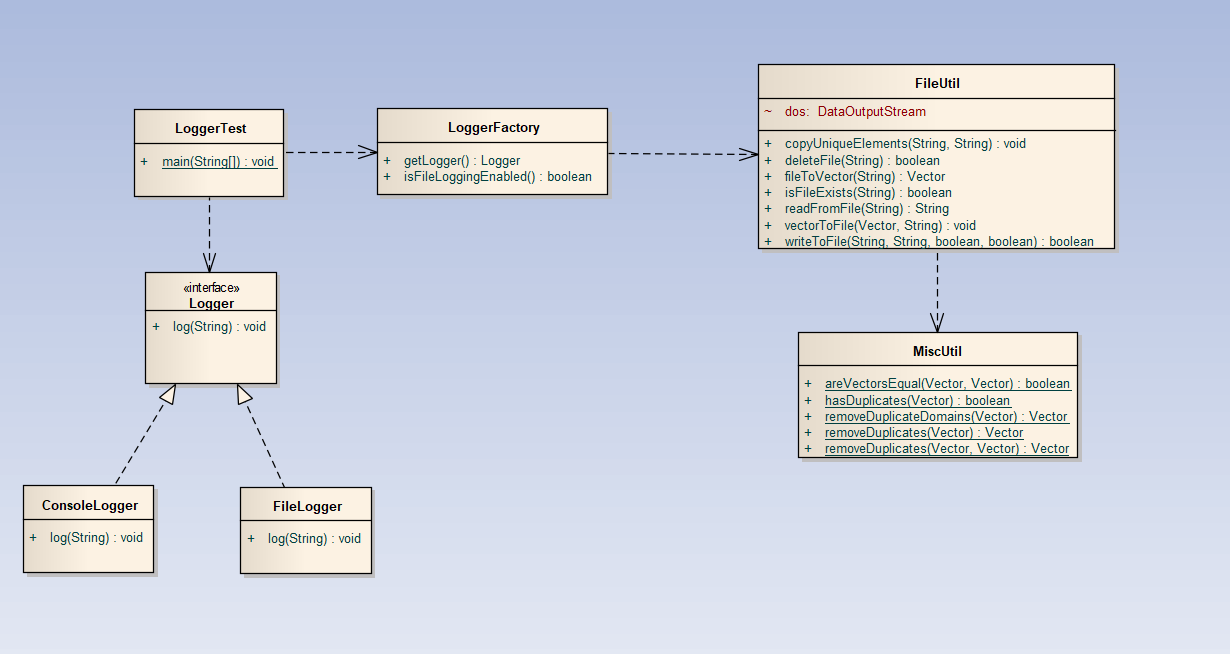 LoggerTest
+ main(String[]) : void
LoggerFactory
+ getLogger() : Logger
+ isFileLoggingEnabled() : boolean
FileUtil
~ dos: DataOutputStream
+ copyUniqueElements(String, String) : void
+ deleteFile(String) : boolean
+ fileToVector(String) : Vector
+ isFileExists(String) : boolean
+ readFromFile(String) : String
+ vectorToFile(Vector, String) : void
+ writeToFile(String, String, boolean, boolean) : boolean
«interface»
Logger
+ log(String) : void
MiscUtil
+ areVectorsEqual(Vector, Vector) : boolean
+ hasDuplicates(Vector) : boolean
+ removeDuplicateDomains(Vector) : Vector
+ removeDuplicates(Vector) : Vector
+ removeDuplicates(Vector, Vector) : Vector
ConsoleLogger
+ log(String) : void
FileLogger
+ log(String) : void